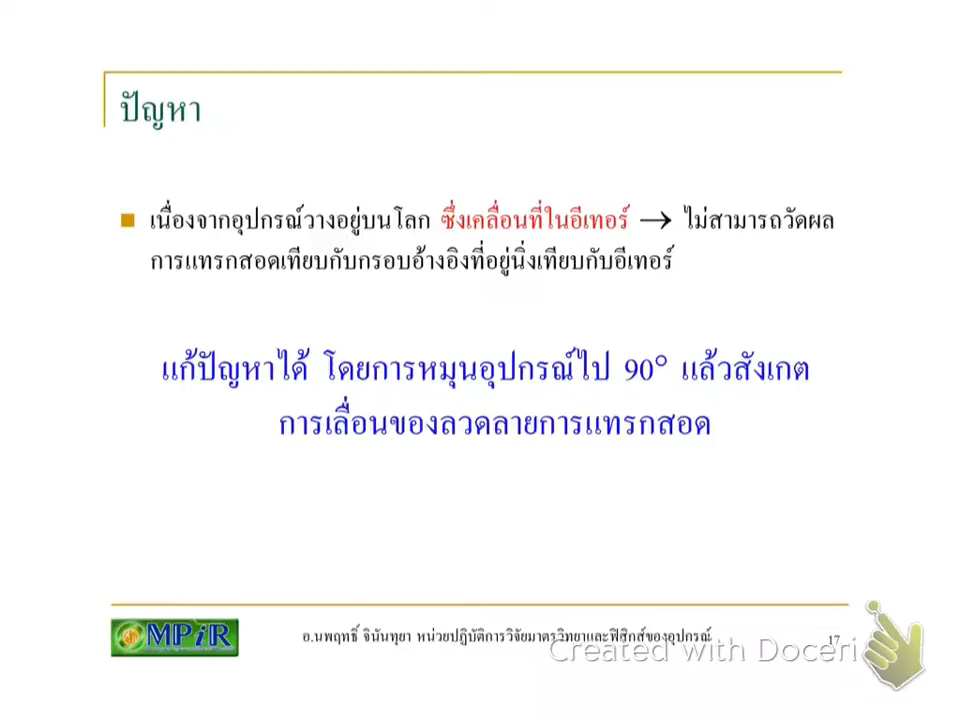 ปัญหา
เนื่องจากอุปกรณ์วางอยู่บนโลก ซึ่งเคลื่อนที่ในอีเทอร์ → ไม่สามารถวัดผล
การแทรกสอดเทียบกับกรอบอ้างอิงที่อยู่นิ่งเทียบกับอีเทอร์
แก้ปัญหาได้ โดยการหมุนอุปกรณ์ไป 90° แล้วสังเกต
การเลื่อนของลวดลายการแทรกสอด
MPiR
อ.นพฤทธิ์ จินันทุยา หน่วยปฏิบัติการวิจัยมาตรวิทยาและฟิสิกส์ของอุปกรณ์
17
Created with Doceri